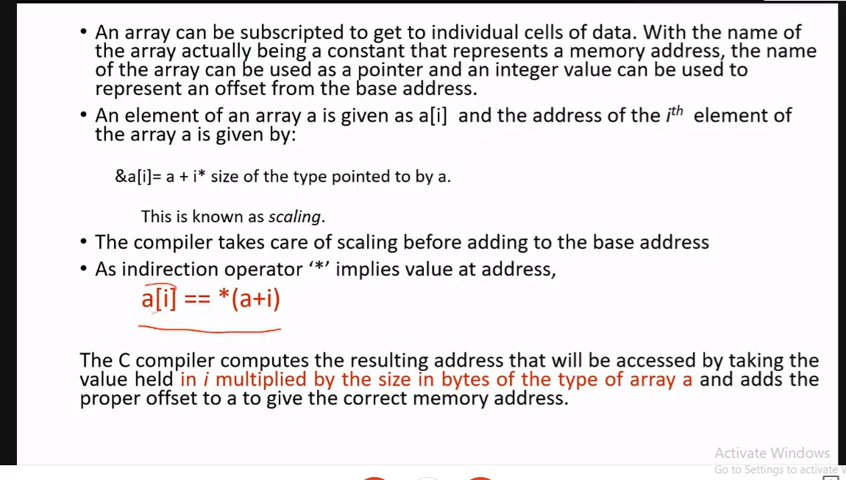 • An array can be subscripted to get to individual cells of data. With the name of
the array actually being a constant that represents a memory address, the name
of the array can be used as a pointer and an integer value can be used to
represent an offset from the base address.
• An element of an array a is given as a[i] and the address of the ith element of
the array a is given by:
&a[i]= a + i* size of the type pointed to by a.
This is known as scaling.
• The compiler takes care of scaling before adding to the base address
• As indirection operator ‘*’ implies value at address,
a[i] == *(a+i)
The C compiler computes the resulting address that will be accessed by taking the
value held in i multiplied by the size in bytes of the type of array a and adds the
proper offset to a to give the correct memory address.
Activate Windows
Go to Settings to activate W